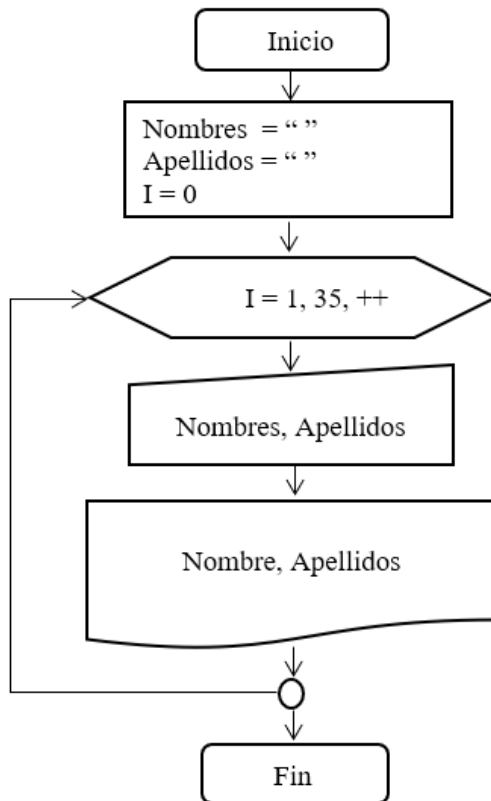 Inicio
Nombres = “ ”
Apellidos = “ ”
I = 0
I = 1, 35, ++
Nombres, Apellidos
Nombre, Apellidos
Fin